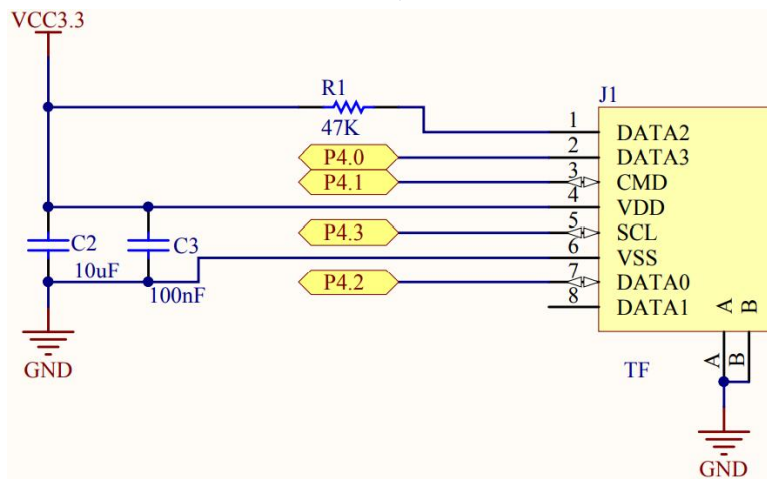 VCC3.3
R1
47K
J1
1 DATA2
P4.0 2 DATA3
P4.1 3 CMD
4 VDD
P4.3 5 SCL
6 VSS
P4.2 7 DATA0
8 DATA1
C2
10uF
C3
100nF
GND
A B
A B
TF
GND